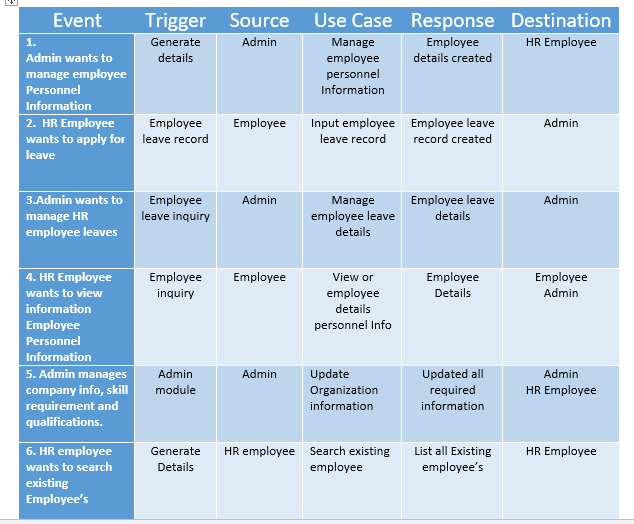 Event Trigger Source Use Case Response Destination
1.
Admin wants to
manage employee
Personnel
Information
Generate
details
Admin
Manage
employee
personnel
Information
Employee
details created
HR Employee
2.  HR Employee
wants to apply for
leave
Employee
leave record
Employee
Input employee
leave record
Employee leave
record created
Admin
3.Admin wants to
manage HR
employee leaves
Employee
leave inquiry
Admin
Manage
employee leave
details
Employee leave
details
Admin
4. HR Employee
wants to view
information
Employee
Personnel
Information
Employee
inquiry
Employee
View or
employee
details
personnel Info
Employee
Details
Employee
Admin
5. Admin manages
company info, skill
requirement and
qualifications.
Admin
module
Admin
Update
Organization
information
Updated all
required
information
Admin
HR Employee
6. HR employee
wants to search
existing
Employee's
Generate
Details
HR employee
Search existing
employee
List all Existing
employee's
HR Employee